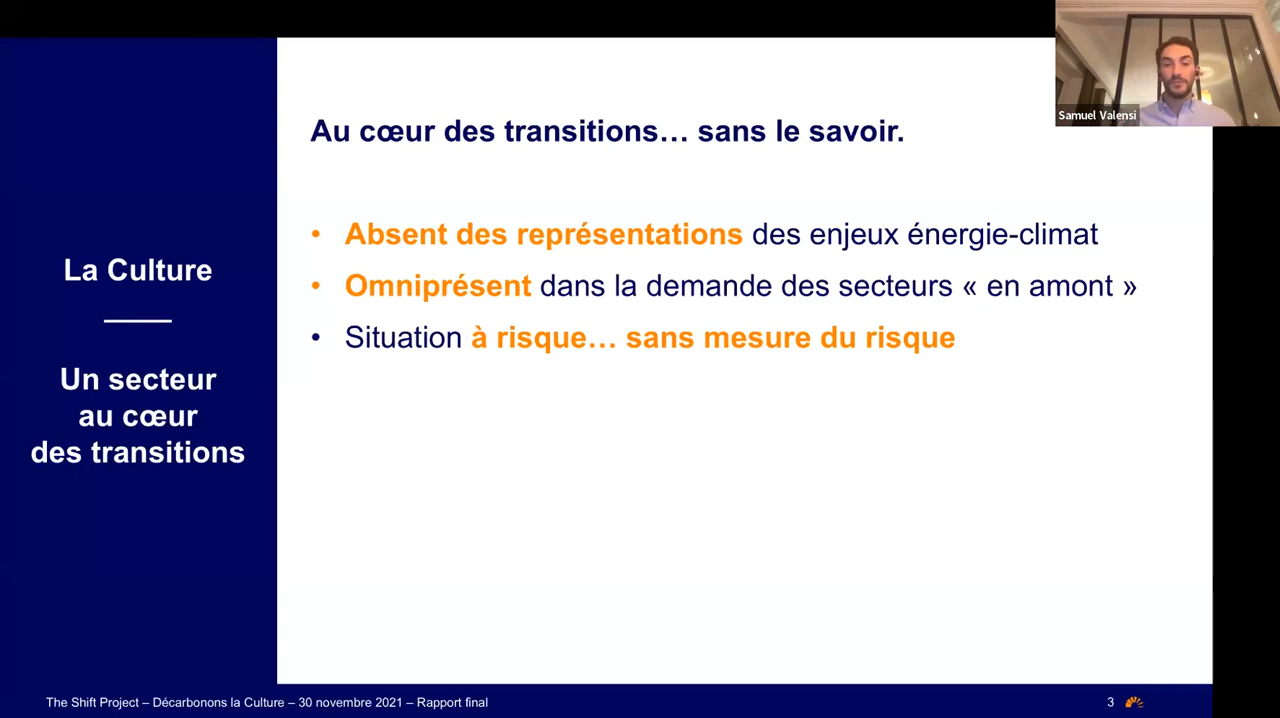 Samuel Valensi
Au cœur des transitions… sans le savoir.
• Absent des représentations des enjeux énergie-climat
• Omniprésent dans la demande des secteurs « en amont »
• Situation à risque… sans mesure du risque
La Culture
Un secteur
au cœur
des transitions
The Shift Project – Décarbonons la Culture – 30 novembre 2021 – Rapport final
3